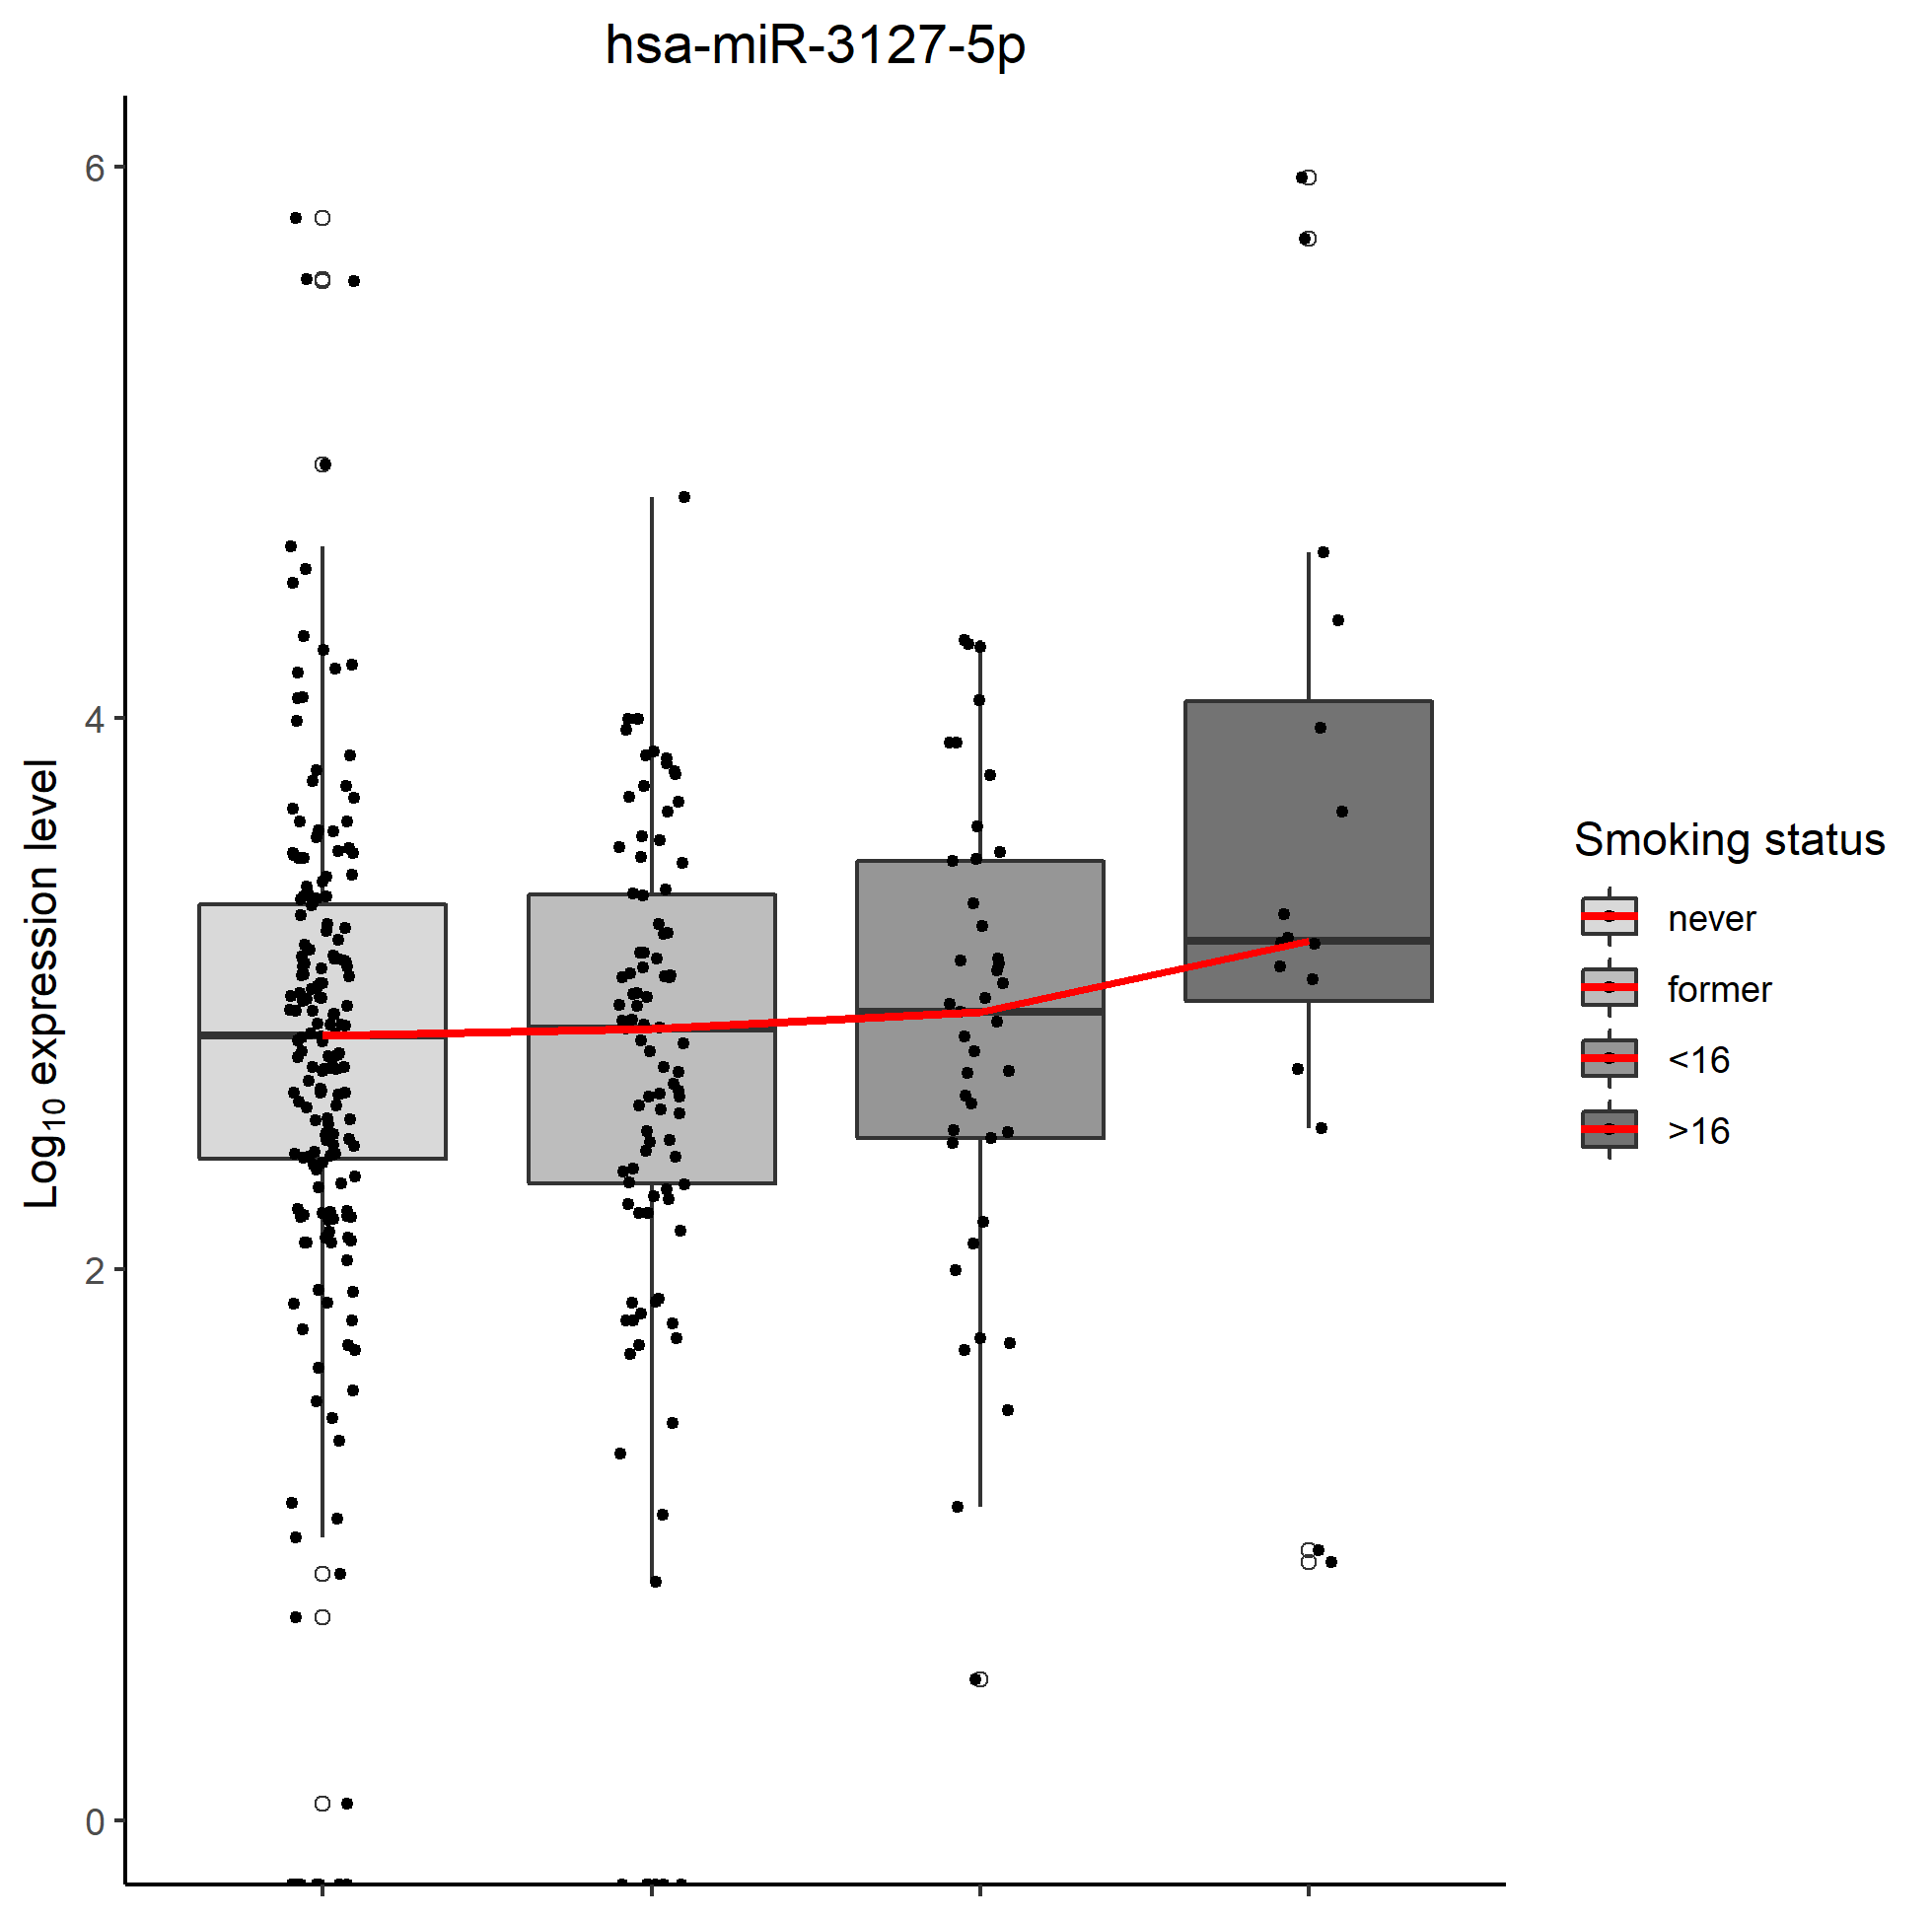 hsa-miR-3127-5p
6
4
2
0
Log₁₀ expression level
Smoking status
never
former
<16
>16